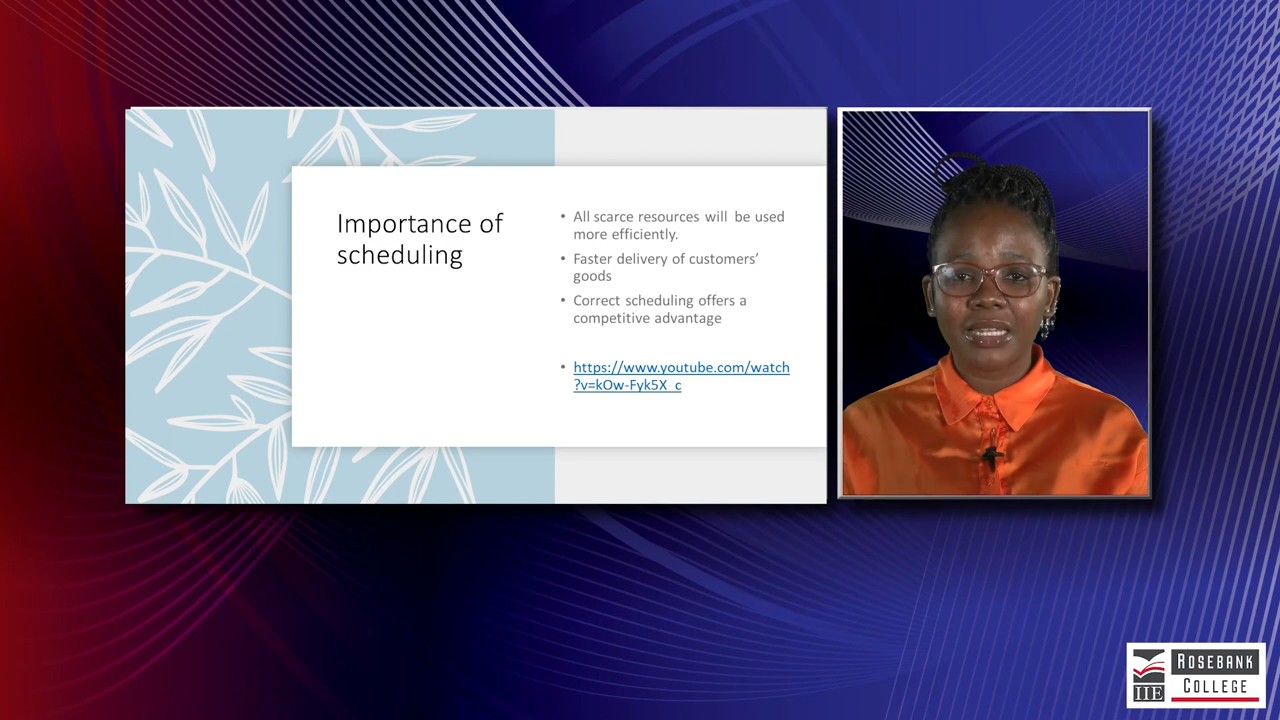 Importance of
scheduling
• All scarce resources will be used
more efficiently.
• Faster delivery of customers’
goods
• Correct scheduling offers a
competitive advantage
• https://www.youtube.com/watch
?v=kOw-Fyk5X_c
IIE
ROSEBANK
COLLEGE